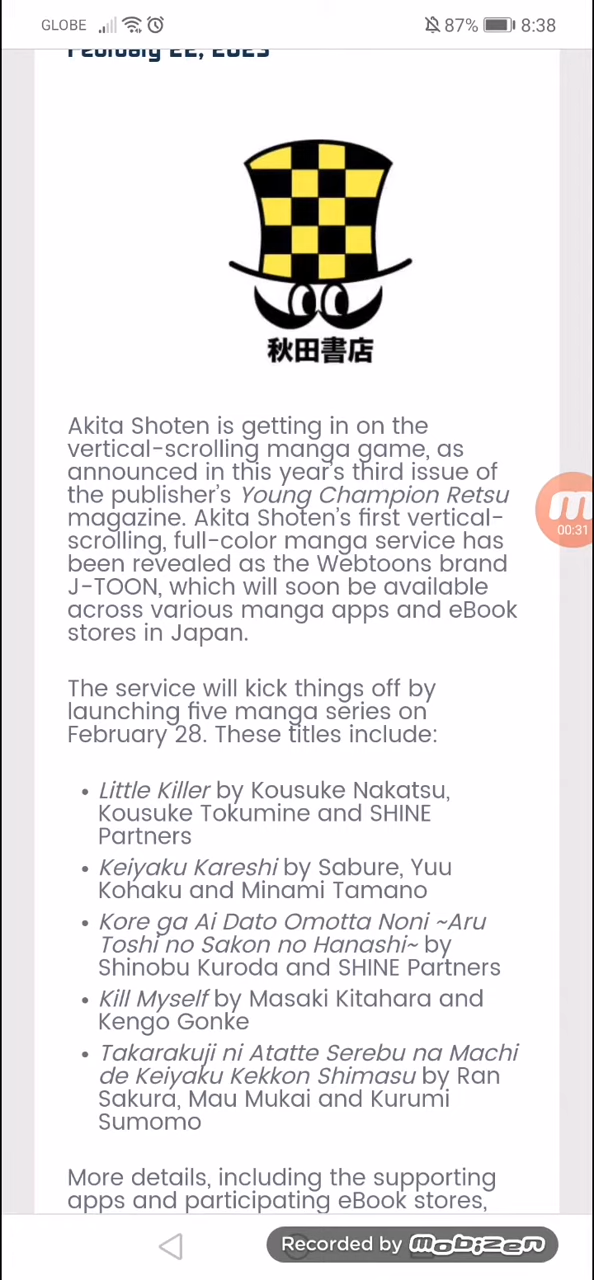 GLOBE 87% 8:38
February 22, 2023
秋田書店
Akita Shoten is getting in on the
vertical-scrolling manga game, as
announced in this year's third issue of
the publisher's Young Champion Retsu
magazine. Akita Shoten's first vertical-
scrolling, full-color manga service has
been revealed as the Webtoons brand
J-TOON, which will soon be available
across various manga apps and eBook
stores in Japan.
00:31
The service will kick things off by
launching five manga series on
February 28. These titles include:
• Little Killer by Kousuke Nakatsu,
Kousuke Tokumine and SHINE
Partners
• Keiyaku Kareshi by Sabure, Yuu
Kohaku and Minami Tamano
• Kore ga Ai Dato Omotta Noni ~Aru
Toshi no Sakon no Hanashi~ by
Shinobu Kuroda and SHINE Partners
• Kill Myself by Masaki Kitahara and
Kengo Gonke
• Takarakuji ni Atatte Serebu na Machi
de Keiyaku Kekkon Shimasu by Ran
Sakura, Mau Mukai and Kurumi
Sumomo
More details, including the supporting
apps and participating eBook stores,
Recorded by mobizen